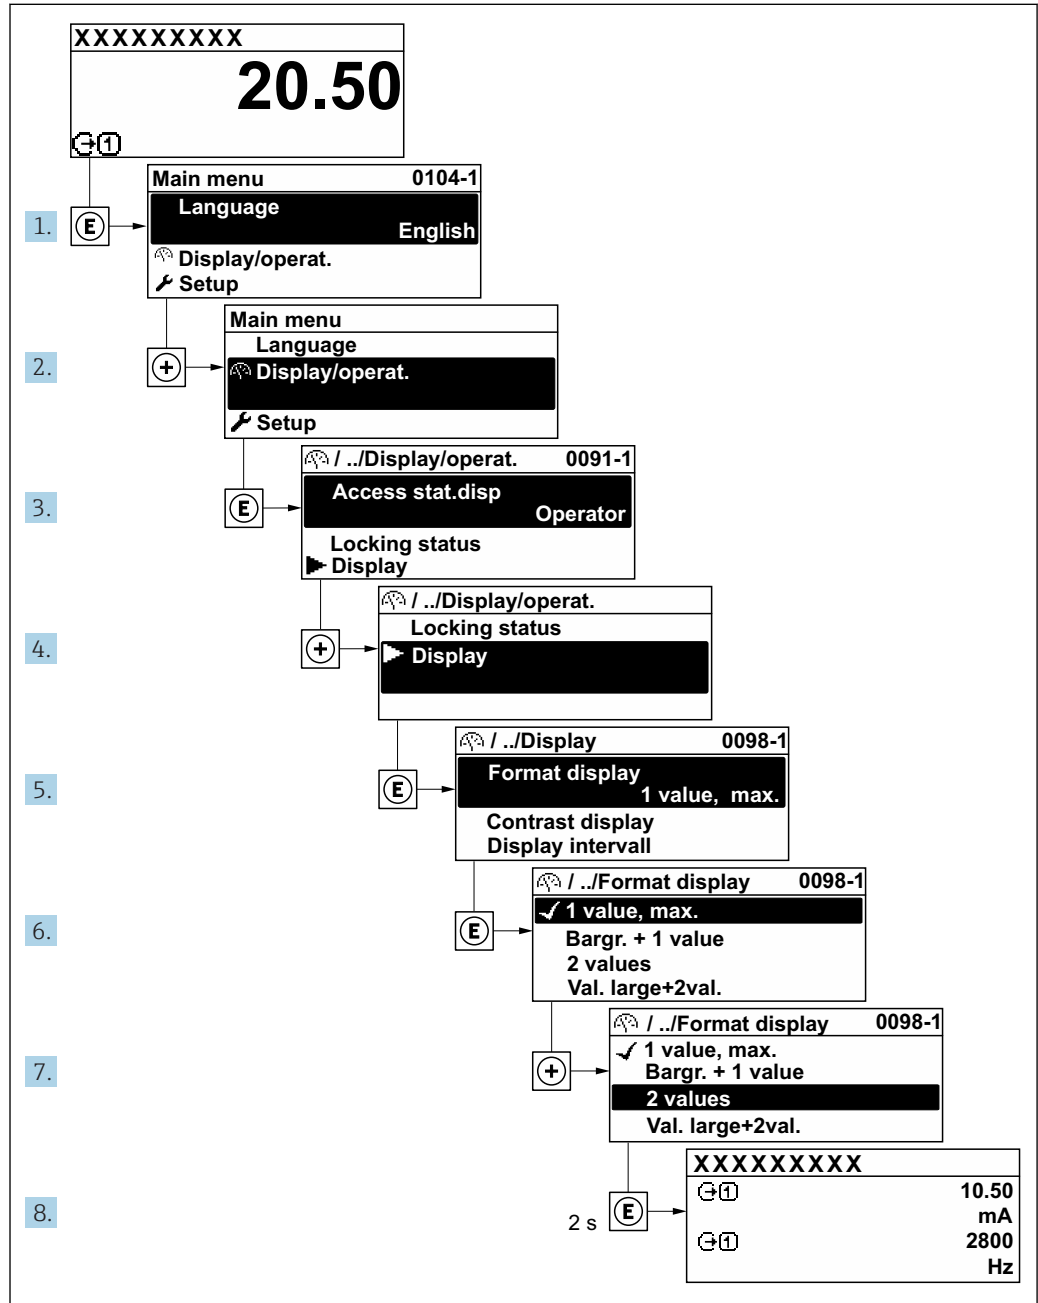 XXXXXXXXX
20.50
1
Main menu 0104-1
Language
English
Display/operat.
Setup
1. E
Main menu
Language
2. + Display/operat.
Setup
/ ../Display/operat. 0091-1
Access stat.disp
3. E Operator
Locking status
Display
/ ../Display/operat.
Locking status
4. + Display
/ ../Display 0098-1
Format display
5. E 1 value, max.
Contrast display
Display intervall
/ ../Format display 0098-1
1 value, max.
6. E Bargr. + 1 value
2 values
Val. large+2val.
/ ../Format display 0098-1
1 value, max.
7. + Bargr. + 1 value
2 values
Val. large+2val.
XXXXXXXXX
1 10.50
8. 2 s E mA
1 2800
Hz